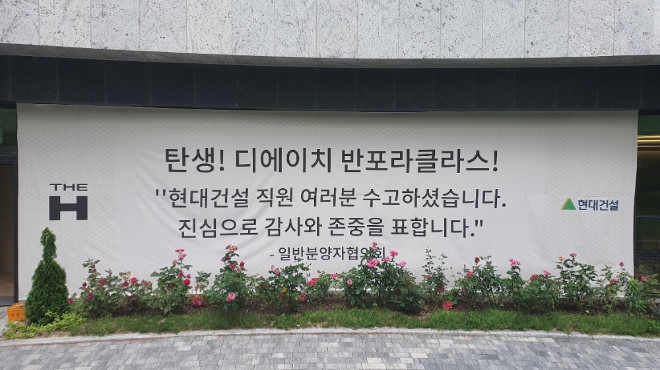 탄생! 디에이치 반포라클라스!
THE H
"현대건설 직원 여러분 수고하셨습니다.
진심으로 감사와 존중을 표합니다."
현대건설
- 일반분양자협의회